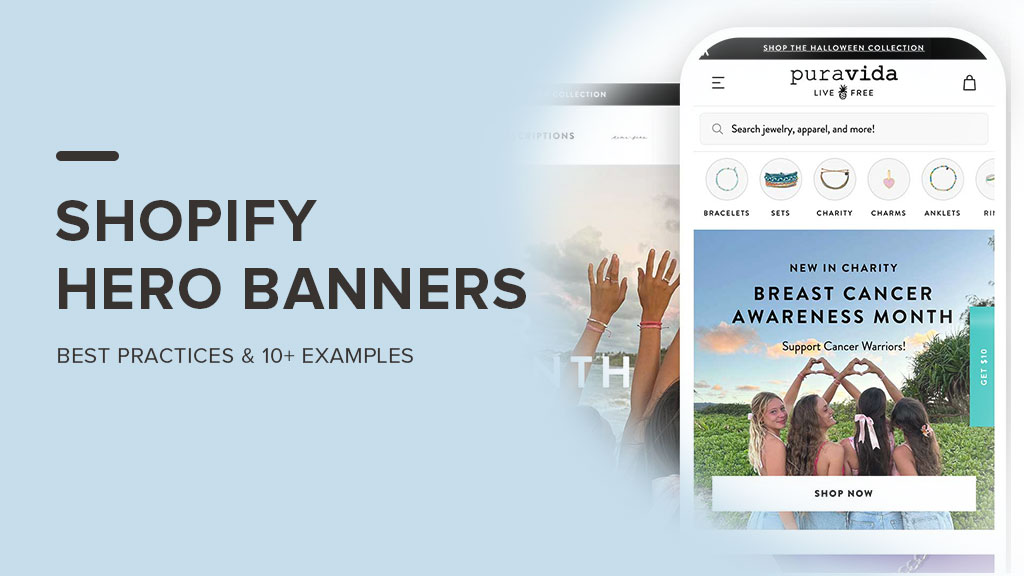 SHOPIFY
HERO BANNERS
BEST PRACTICES & 10+ EXAMPLES
COLLECTION
NTH
SHOP THE HALLOWEEN COLLECTION
puravida
LIVE FREE
Search jewelry, apparel, and more!
BRACELETS SETS CHARITY CHARMS ANKLETS
NEW IN CHARITY
BREAST CANCER
AWARENESS MONTH
Support Cancer Warriors!
GET $10
SHOP NOW